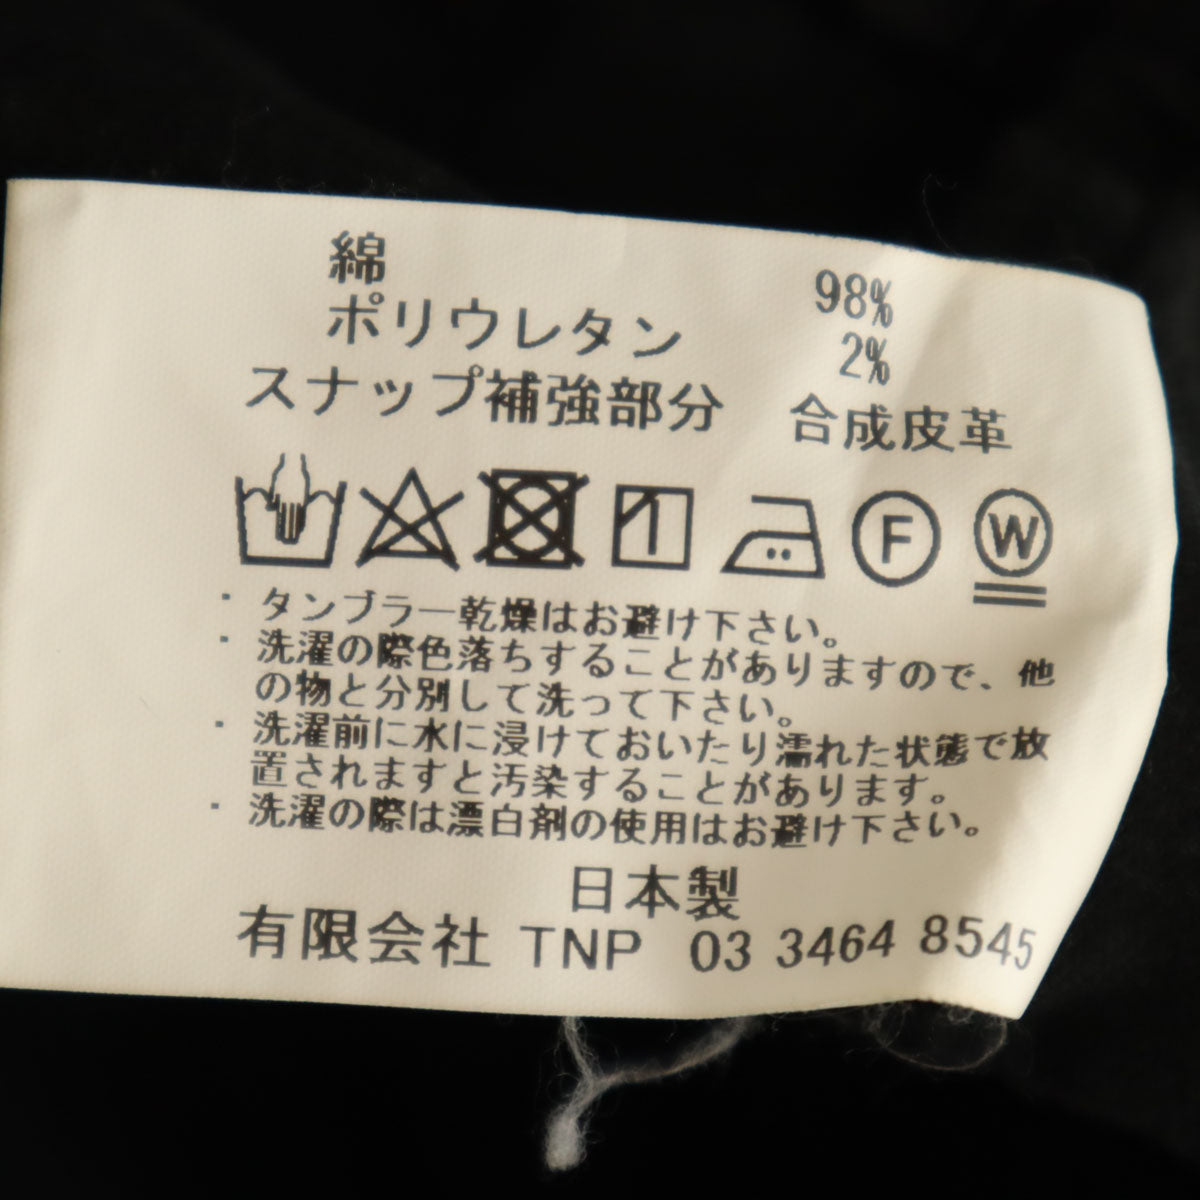 綿 98%
ポリウレタン 2%
スナップ補強部分 合成皮革
F W
・タンブラー乾燥はお避け下さい。
・洗濯の際色落ちすることがありますので、他
の物と分別して洗って下さい。
・洗濯前に水に浸けておいたり濡れた状態で放
置されますと汚染することがあります。
・洗濯の際は漂白剤の使用はお避け下さい。
日本製
有限会社 TNP 03 3464 8545